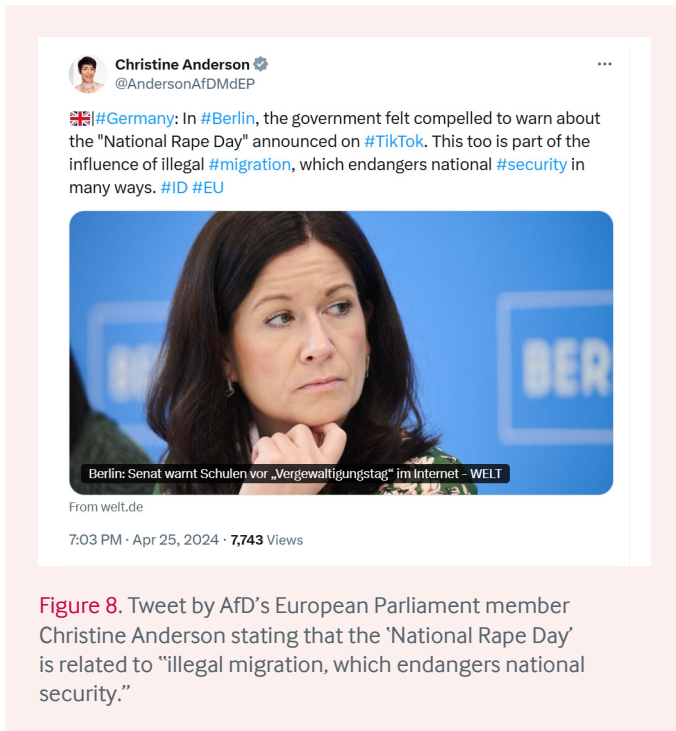 Christine Anderson
@AndersonAfDMdEP
🇬🇧|#Germany: In #Berlin, the government felt compelled to warn about
the "National Rape Day" announced on #TikTok. This too is part of the
influence of illegal #migration, which endangers national #security in
many ways. #ID #EU
BER
BER
Berlin: Senat warnt Schulen vor „Vergewaltigungstag“ im Internet - WELT
From welt.de
7:03 PM · Apr 25, 2024 · 7,743 Views
Figure 8. Tweet by AfD’s European Parliament member
Christine Anderson stating that the ‘National Rape Day’
is related to “illegal migration, which endangers national
security.”